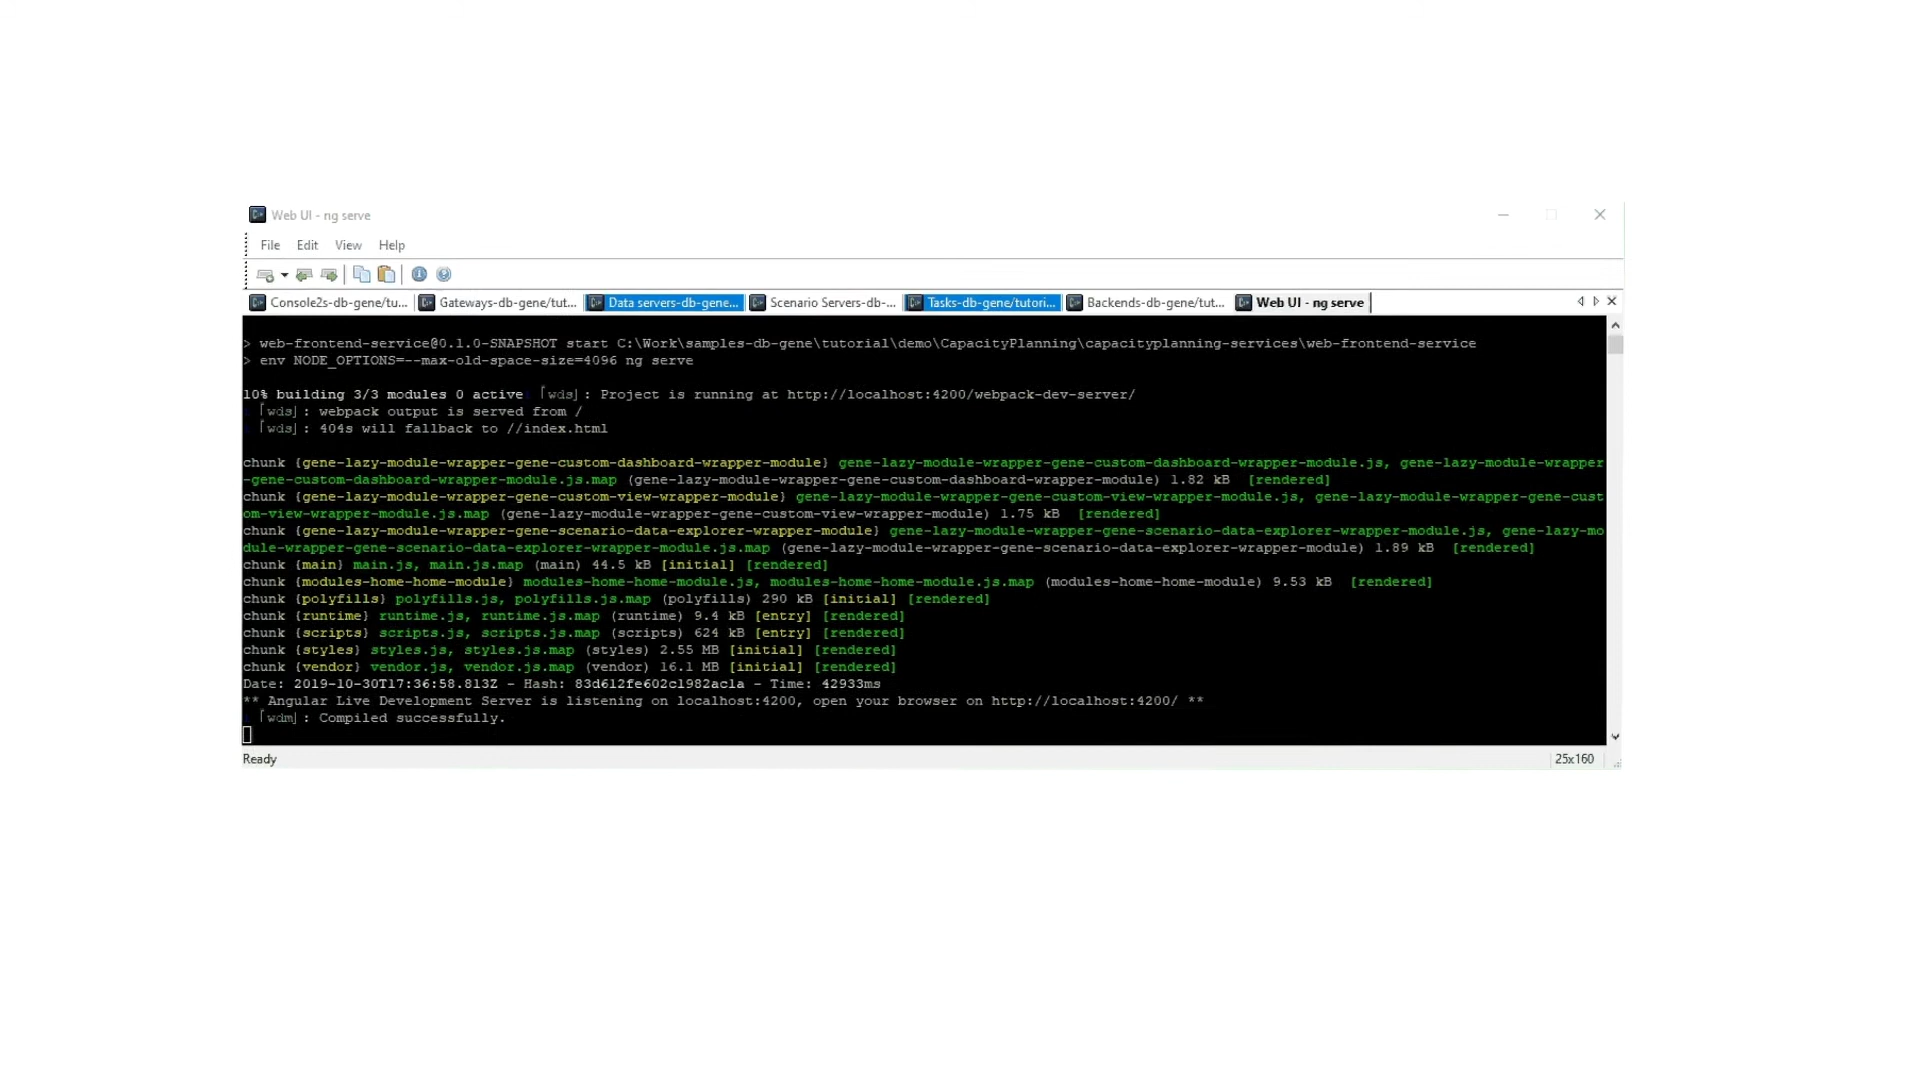 Web UI - ng serve
File Edit View Help
Console2s-db-gene/tu... Gateways-db-gene/tut... Data servers-db-gene... Scenario Servers-db-... Tasks-db-gene/tutori... Backends-db-gene/tut... Web UI - ng serve
> web-frontend-service@0.1.0-SNAPSHOT start C:\Work\samples-db-gene\tutorial\demo\CapacityPlanning\capacityplanning-services\web-frontend-service
> env NODE_OPTIONS=--max-old-space-size=4096 ng serve
10% building 3/3 modules 0 active ｢wds｣: Project is running at http://localhost:4200/webpack-dev-server/
｢wds｣: webpack output is served from /
｢wds｣: 404s will fallback to //index.html
chunk {gene-lazy-module-wrapper-gene-custom-dashboard-wrapper-module} gene-lazy-module-wrapper-gene-custom-dashboard-wrapper-module.js, gene-lazy-module-wrapper
-gene-custom-dashboard-wrapper-module.js.map (gene-lazy-module-wrapper-gene-custom-dashboard-wrapper-module) 1.82 kB [rendered]
chunk {gene-lazy-module-wrapper-gene-custom-view-wrapper-module} gene-lazy-module-wrapper-gene-custom-view-wrapper-module.js, gene-lazy-module-wrapper-gene-cust
om-view-wrapper-module.js.map (gene-lazy-module-wrapper-gene-custom-view-wrapper-module) 1.75 kB [rendered]
chunk {gene-lazy-module-wrapper-gene-scenario-data-explorer-wrapper-module} gene-lazy-module-wrapper-gene-scenario-data-explorer-wrapper-module.js, gene-lazy-mo
dule-wrapper-gene-scenario-data-explorer-wrapper-module.js.map (gene-lazy-module-wrapper-gene-scenario-data-explorer-wrapper-module) 1.89 kB [rendered]
chunk {main} main.js, main.js.map (main) 44.5 kB [initial] [rendered]
chunk {modules-home-home-module} modules-home-home-module.js, modules-home-home-module.js.map (modules-home-home-module) 9.53 kB [rendered]
chunk {polyfills} polyfills.js, polyfills.js.map (polyfills) 290 kB [initial] [rendered]
chunk {runtime} runtime.js, runtime.js.map (runtime) 9.4 kB [entry] [rendered]
chunk {scripts} scripts.js, scripts.js.map (scripts) 624 kB [entry] [rendered]
chunk {styles} styles.js, styles.js.map (styles) 2.55 MB [initial] [rendered]
chunk {vendor} vendor.js, vendor.js.map (vendor) 16.1 MB [initial] [rendered]
Date: 2019-10-30T17:36:58.813Z - Hash: 83d612fe602c1982ac1a - Time: 42933ms
** Angular Live Development Server is listening on localhost:4200, open your browser on http://localhost:4200/ **
｢wdm｣: Compiled successfully.
Ready 25x160